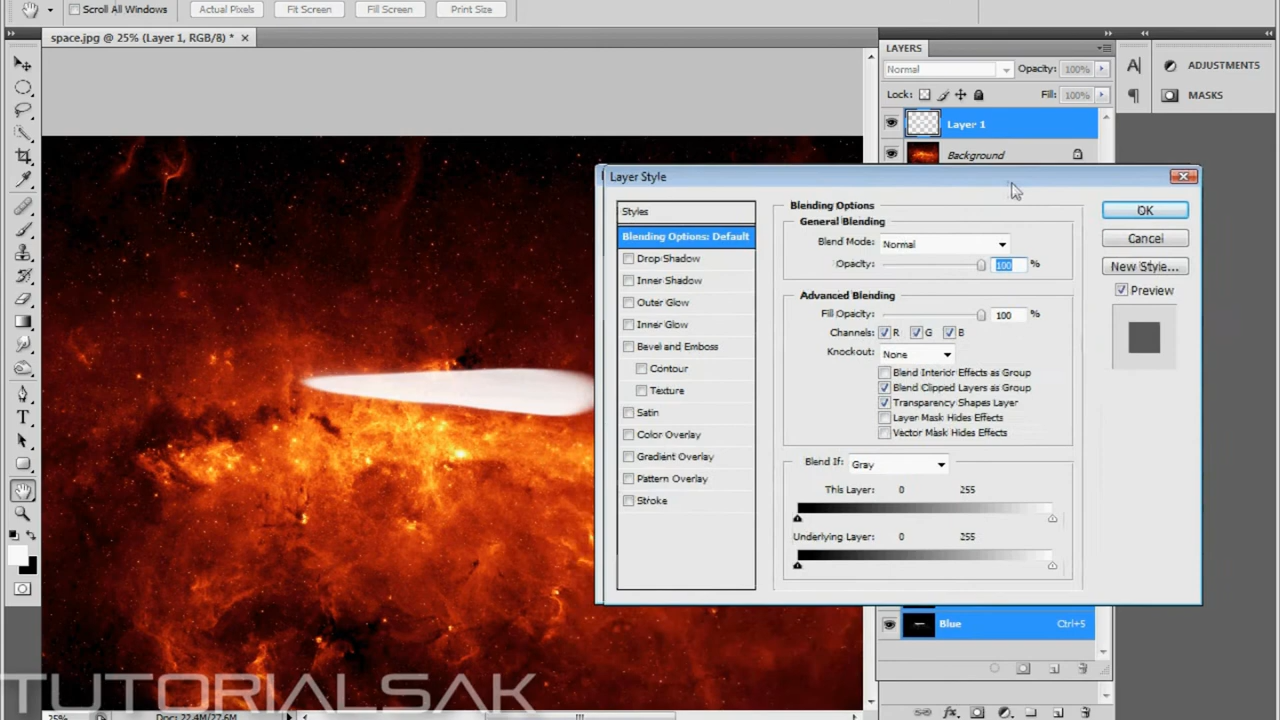 Scroll All Windows
Actual Pixels
Fit Screen
Fill Screen
Print Size
space.jpg @ 25% (Layer 1, RGB/8) *
LAYERS
Normal
Opacity: 100%
Lock:
Fill: 100%
Layer 1
Background
ADJUSTMENTS
MASKS
Layer Style
Styles
Blending Options: Default
Drop Shadow
Inner Shadow
Outer Glow
Inner Glow
Bevel and Emboss
Contour
Texture
Satin
Color Overlay
Gradient Overlay
Pattern Overlay
Stroke
Blending Options
General Blending
Blend Mode: Normal
Opacity: 100 %
Advanced Blending
Fill Opacity: 100 %
Channels: R G B
Knockout: None
Blend Interior Effects as Group
Blend Clipped Layers as Group
Transparency Shapes Layer
Layer Mask Hides Effects
Vector Mask Hides Effects
Blend If: Gray
This Layer: 0 255
Underlying Layer: 0 255
OK
Cancel
New Style...
Preview
Blue Ctrl+5
TUTORIALSAK
25% Doc: 22.4M/27.6M